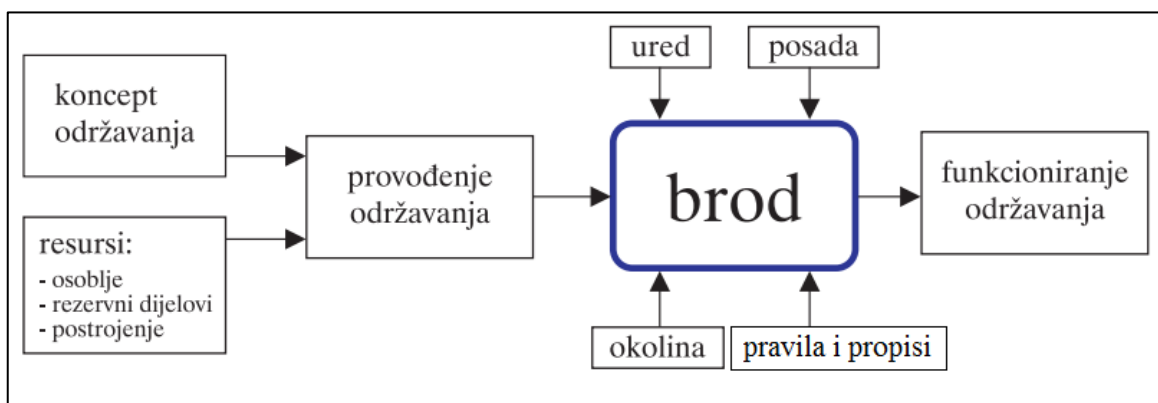 koncept
održavanja
resursi:
- osoblje
- rezervni dijelovi
- postrojenje
provođenje
održavanja
ured
posada
brod
okolina
pravila i propisi
funkcioniranje
održavanja